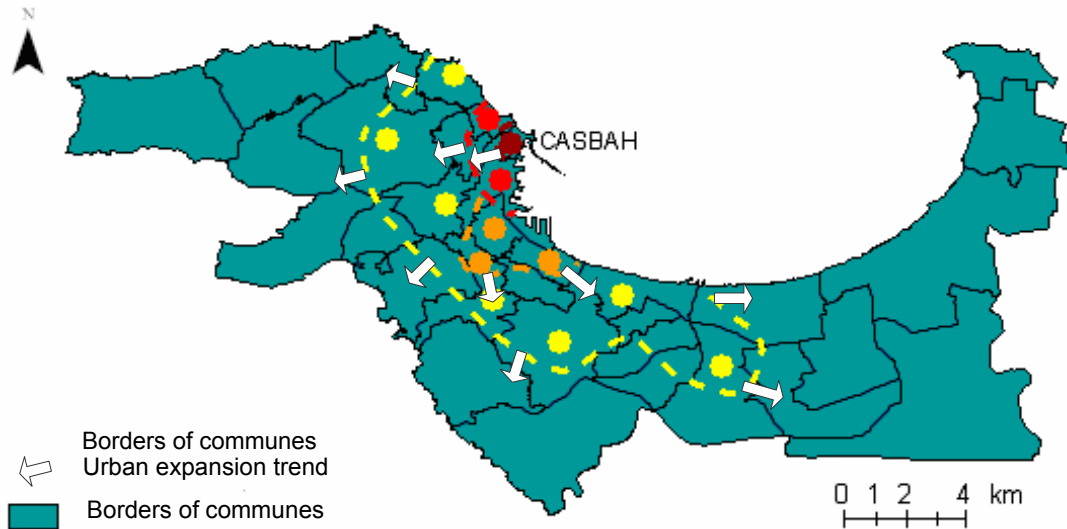 N
CASBAH
Borders of communes
Urban expansion trend
Borders of communes
0 1 2 4 km